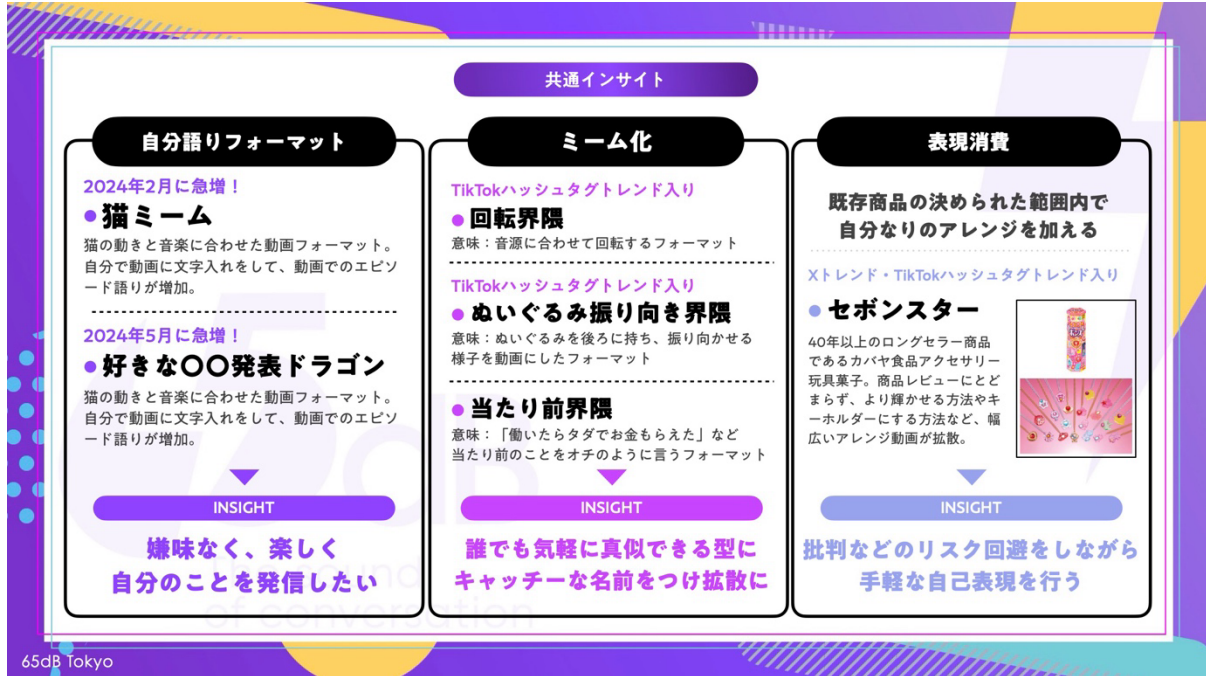 共通インサイト
自分語りフォーマット
2024年2月に急増！
●猫ミーム
猫の動きと音楽に合わせた動画フォーマット。
自分で動画に文字入れをして、動画でのエピソ
ード語りが増加。
2024年5月に急増！
●好きな〇〇発表ドラゴン
猫の動きと音楽に合わせた動画フォーマット。
自分で動画に文字入れをして、動画でのエピソ
ード語りが増加。
INSIGHT
嫌味なく、楽しく
自分のことを発信したい
ミーム化
TikTokハッシュタグトレンド入り
●回転界隈
意味：音源に合わせて回転するフォーマット
TikTokハッシュタグトレンド入り
●ぬいぐるみ振り向き界隈
意味：ぬいぐるみを後ろに持ち、振り向かせる
様子を動画にしたフォーマット
●当たり前界隈
意味：「働いたらタダでお金もらえた」など
当たり前のことをオチのように言うフォーマット
INSIGHT
誰でも気軽に真似できる型に
キャッチーな名前をつけ拡散に
表現消費
既存商品の決められた範囲内で
自分なりのアレンジを加える
Xトレンド・TikTokハッシュタグトレンド入り
●セボンスター
40年以上のロングセラー商品
であるカバヤ食品アクセサリー
玩具菓子。商品レビューにとど
まらず、より輝かせる方法やキ
ーホルダーにする方法など、幅
広いアレンジ動画が拡散。
INSIGHT
批判などのリスク回避をしながら
手軽な自己表現を行う
65dB
The sound
of conversation
65dB Tokyo